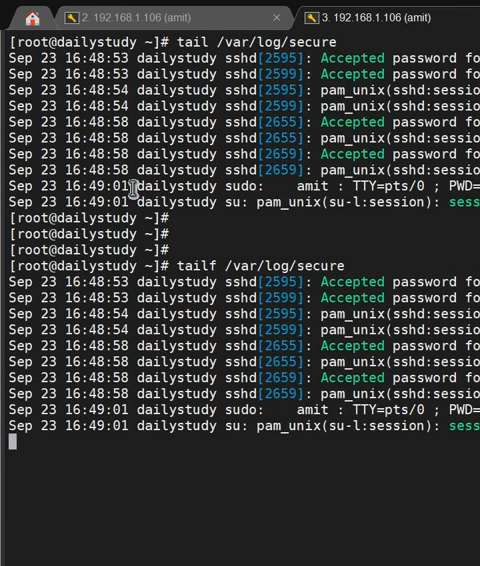 2. 192.168.1.106 (amit)
3. 192.168.1.106 (amit)
[root@dailystudy ~]# tail /var/log/secure
Sep 23 16:48:53 dailystudy sshd[2595]: Accepted password fo
Sep 23 16:48:53 dailystudy sshd[2599]: Accepted password fo
Sep 23 16:48:54 dailystudy sshd[2595]: pam_unix(sshd:sessio
Sep 23 16:48:54 dailystudy sshd[2599]: pam_unix(sshd:sessio
Sep 23 16:48:58 dailystudy sshd[2655]: Accepted password fo
Sep 23 16:48:58 dailystudy sshd[2655]: pam_unix(sshd:sessio
Sep 23 16:48:58 dailystudy sshd[2659]: Accepted password fo
Sep 23 16:48:58 dailystudy sshd[2659]: pam_unix(sshd:sessio
Sep 23 16:49:01 dailystudy sudo:    amit : TTY=pts/0 ; PWD=
Sep 23 16:49:01 dailystudy su: pam_unix(su-l:session): sess
[root@dailystudy ~]#
[root@dailystudy ~]#
[root@dailystudy ~]#
[root@dailystudy ~]# tailf /var/log/secure
Sep 23 16:48:53 dailystudy sshd[2595]: Accepted password fo
Sep 23 16:48:53 dailystudy sshd[2599]: Accepted password fo
Sep 23 16:48:54 dailystudy sshd[2595]: pam_unix(sshd:sessio
Sep 23 16:48:54 dailystudy sshd[2599]: pam_unix(sshd:sessio
Sep 23 16:48:58 dailystudy sshd[2655]: Accepted password fo
Sep 23 16:48:58 dailystudy sshd[2655]: pam_unix(sshd:sessio
Sep 23 16:48:58 dailystudy sshd[2659]: Accepted password fo
Sep 23 16:48:58 dailystudy sshd[2659]: pam_unix(sshd:sessio
Sep 23 16:49:01 dailystudy sudo:    amit : TTY=pts/0 ; PWD=
Sep 23 16:49:01 dailystudy su: pam_unix(su-l:session): sess